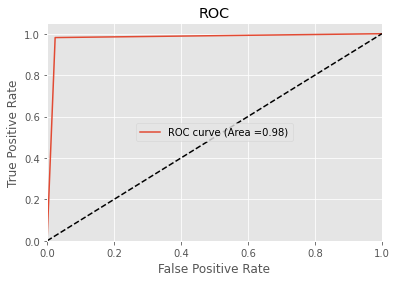 ROC
True Positive Rate
1.0
0.8
0.6
0.4
0.2
0.0
ROC curve (Area =0.98)
0.0 0.2 0.4 0.6 0.8 1.0
False Positive Rate